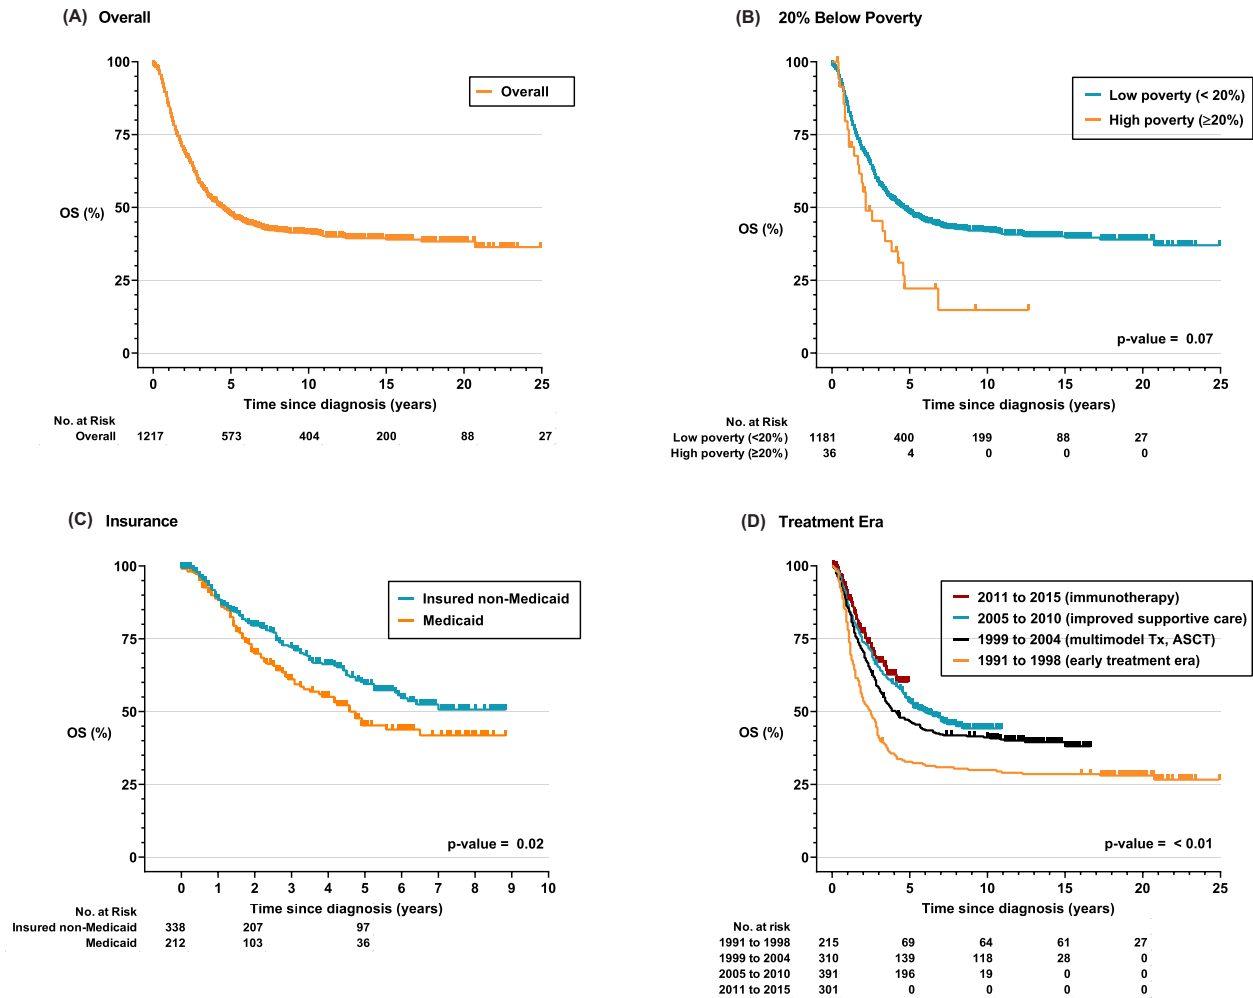 (A) Overall
100
75
50
25
0
OS (%)
Overall
0 5 10 15 20 25
Time since diagnosis (years)
No. at Risk
Overall 1217 573 404 200 88 27
(B) 20% Below Poverty
100
75
50
25
0
OS (%)
Low poverty (< 20%)
High poverty (≥20%)
p-value = 0.07
0 5 10 15 20 25
Time since diagnosis (years)
No. at Risk
Low poverty (<20%) 1181 400 199 88 27
High poverty (≥20%) 36 4 0 0 0
(C) Insurance
100
75
50
25
0
OS (%)
Insured non-Medicaid
Medicaid
p-value = 0.02
0 1 2 3 4 5 6 7 8 9 10
Time since diagnosis (years)
No. at Risk
Insured non-Medicaid 338 207 97
Medicaid 212 103 36
(D) Treatment Era
100
75
50
25
0
OS (%)
2011 to 2015 (immunotherapy)
2005 to 2010 (improved supportive care)
1999 to 2004 (multimodel Tx, ASCT)
1991 to 1998 (early treatment era)
p-value = < 0.01
0 5 10 15 20 25
Time since diagnosis (years)
No. at risk
1991 to 1998 215 69 64 61 27
1999 to 2004 310 139 118 28 0
2005 to 2010 391 196 19 0 0
2011 to 2015 301 0 0 0 0